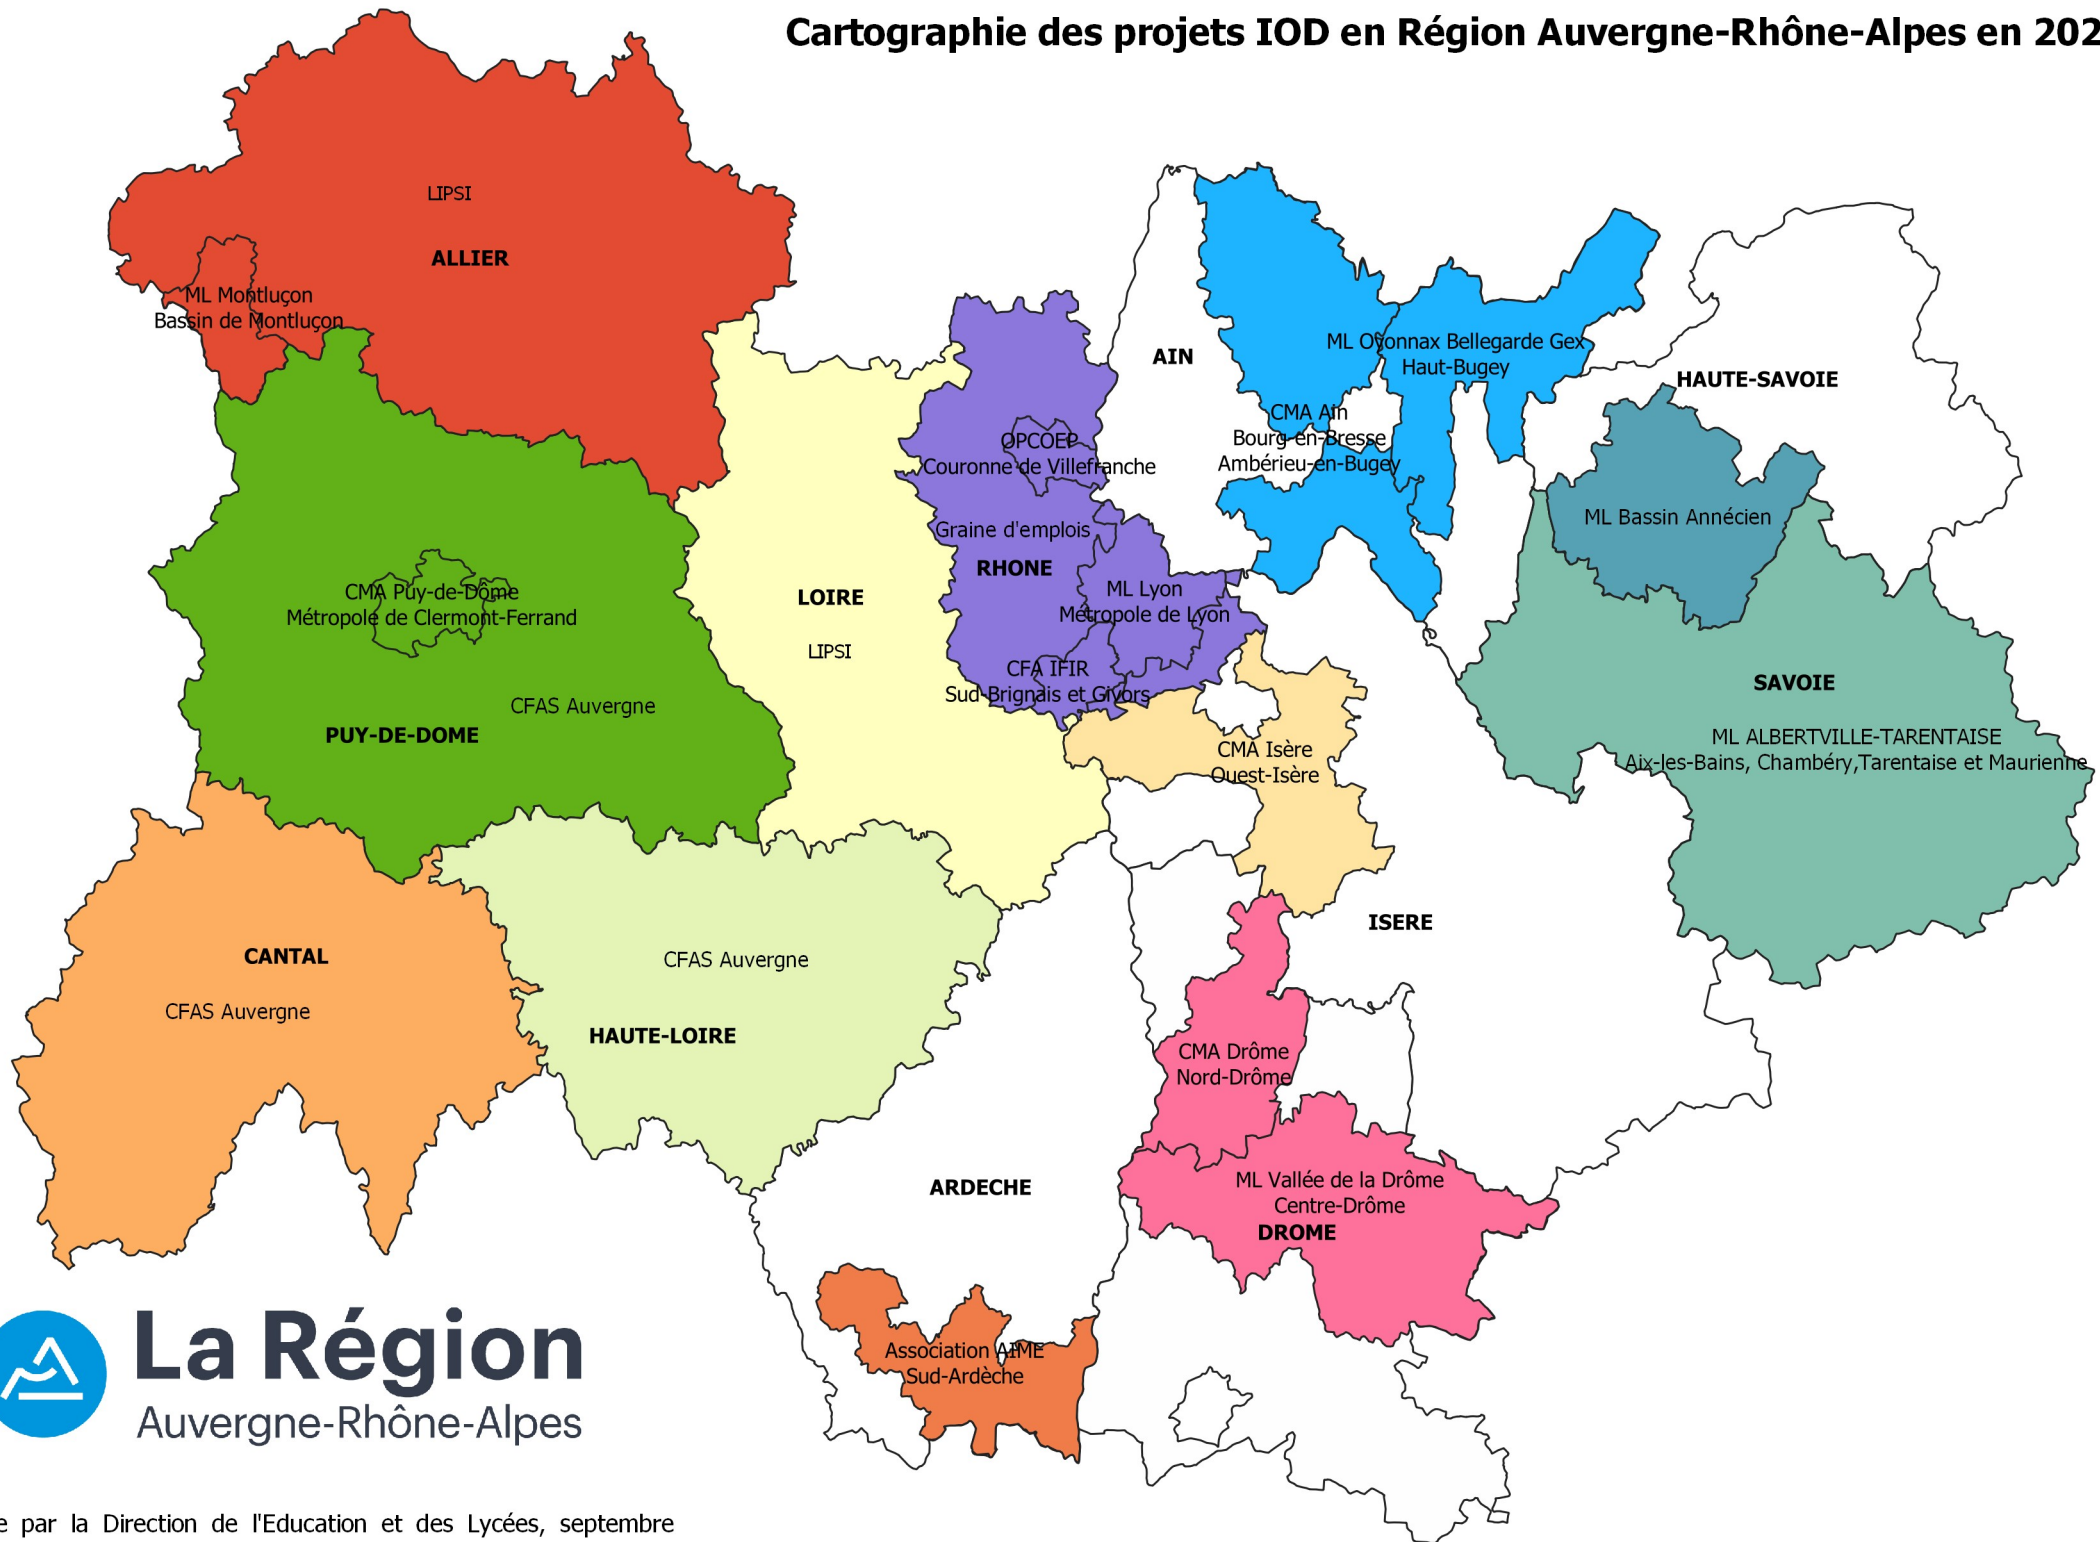 Cartographie des projets IOD en Région Auvergne-Rhône-Alpes en 202
LIPSI
ALLIER
ML Montluçon
Bassin de Montluçon
AIN
ML Oyonnax Bellegarde Gex
Haut-Bugey
HAUTE-SAVOIE
CMA Ain
Bourg-en-Bresse
Ambérieu-en-Bugey
OPCOEP
Couronne de Villefranche
ML Bassin Annécien
Graine d'emplois
RHONE
CMA Puy-de-Dôme
Métropole de Clermont-Ferrand
LOIRE
ML Lyon
Métropole de Lyon
LIPSI
CFA IFIR
Sud-Brignais et Givors
SAVOIE
CFAS Auvergne
PUY-DE-DOME
ML ALBERTVILLE-TARENTAISE
Aix-les-Bains, Chambéry,Tarentaise et Maurienne
CMA Isère
Ouest-Isère
ISERE
CANTAL
CFAS Auvergne
CFAS Auvergne
HAUTE-LOIRE
CMA Drôme
Nord-Drôme
ARDECHE
ML Vallée de la Drôme
Centre-Drôme
DROME
Association AIME
Sud-Ardèche
La Région
Auvergne-Rhône-Alpes
e par la Direction de l'Education et des Lycées, septembre